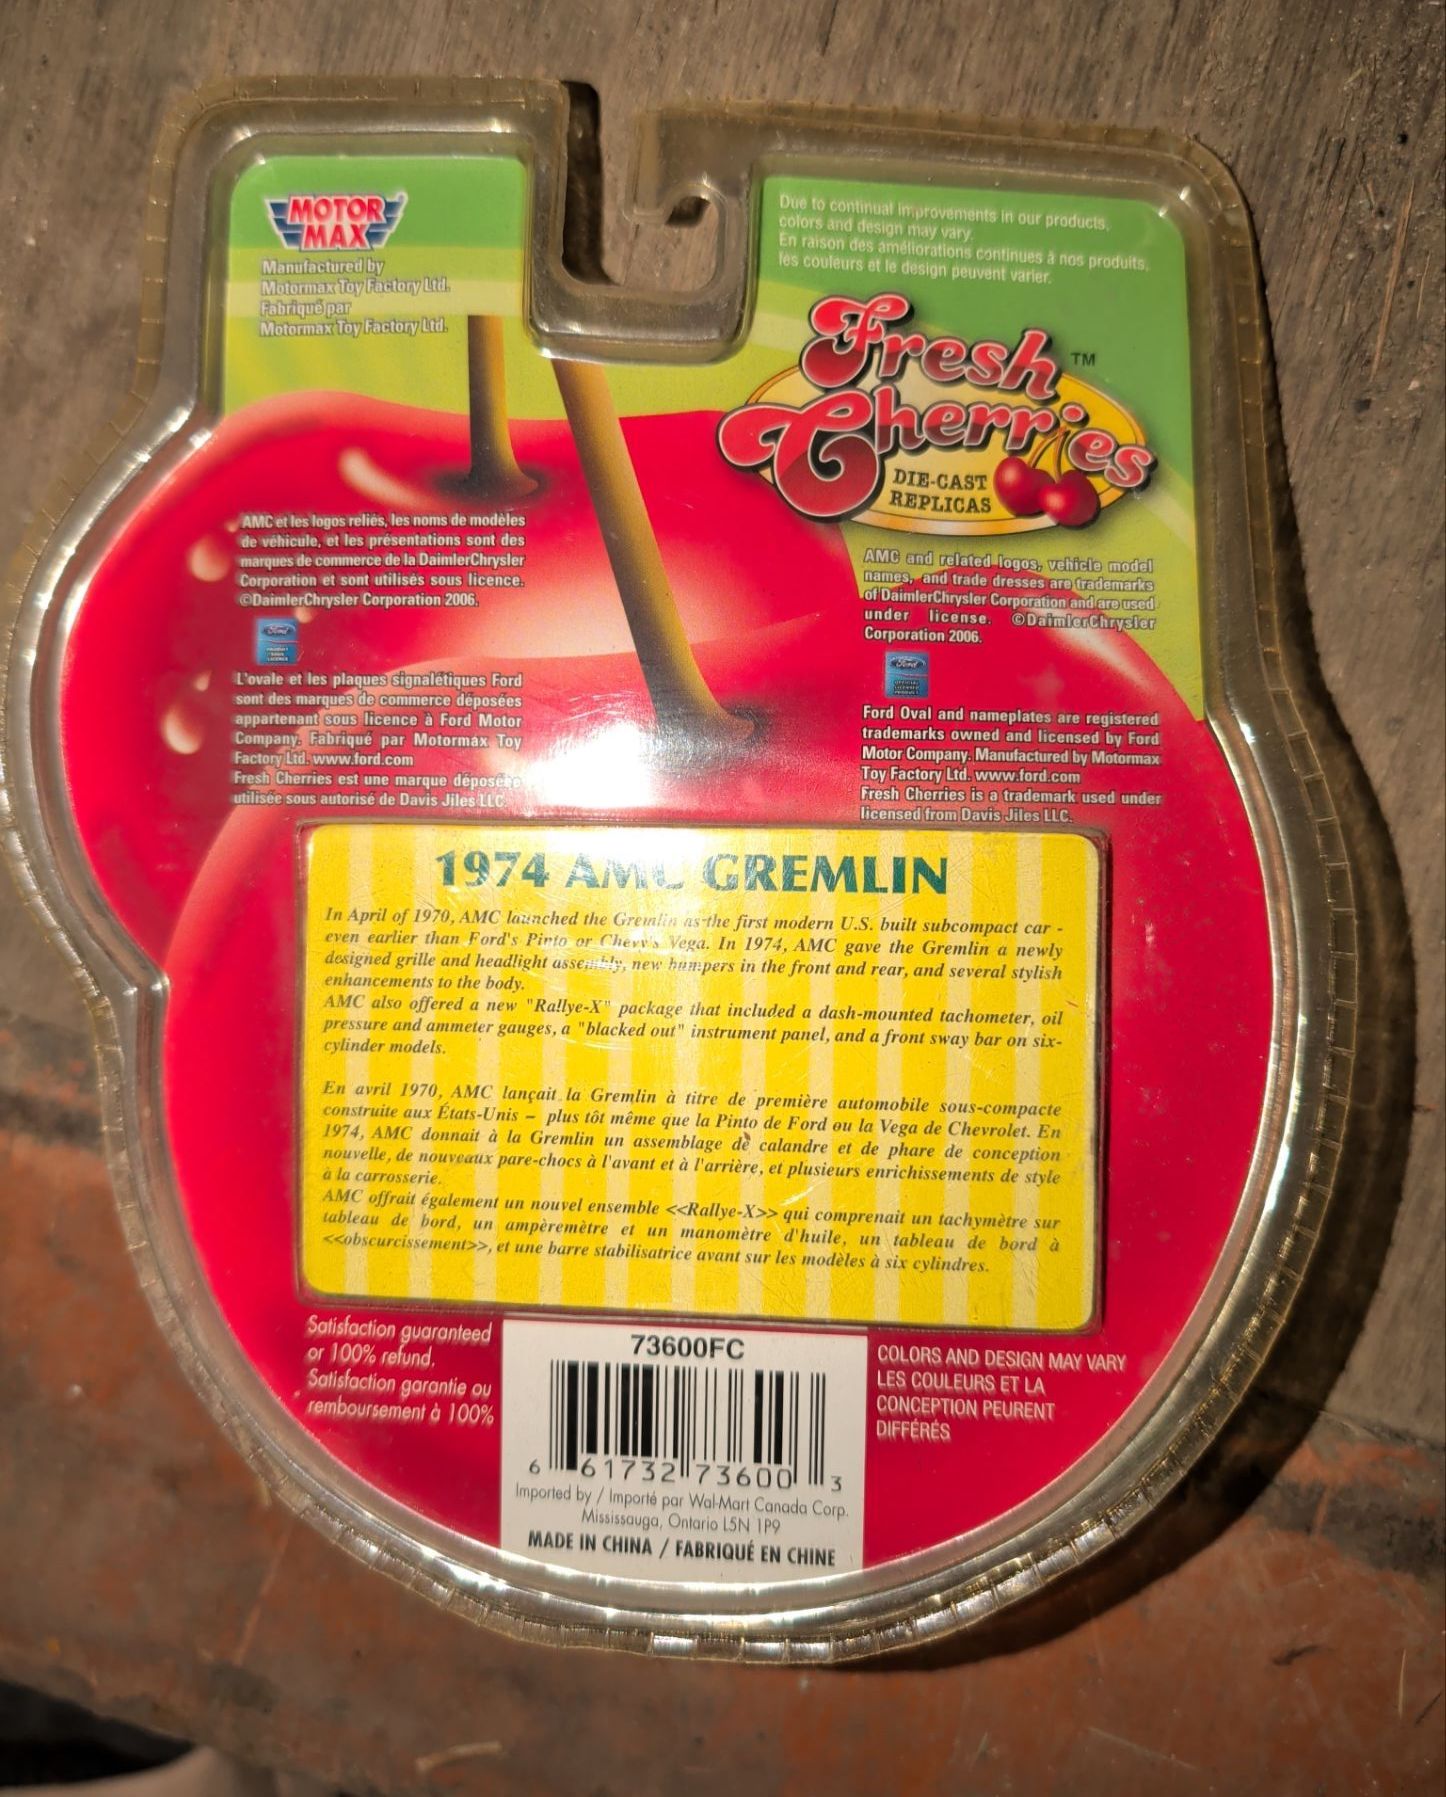 MOTOR
MAX
Manufactured by
Motormax Toy Factory Ltd.
Fabriqué par
Motormax Toy Factory Ltd.
Due to continual improvements in our products,
colors and design may vary.
En raison des améliorations continues à nos produits,
les couleurs et le design peuvent varier.
Fresh ™
Cherries
DIE-CAST
REPLICAS
AMC et les logos reliés, les noms de modèles
de véhicule, et les présentations sont des
marques de commerce de la DaimlerChrysler
Corporation et sont utilisés sous licence.
©DaimlerChrysler Corporation 2006.
Ford
L'ovale et les plaques signalétiques Ford
sont des marques de commerce déposées
appartenant sous licence à Ford Motor
Company. Fabriqué par Motormax Toy
Factory Ltd. www.ford.com
Fresh Cherries est une marque déposée
utilisée sous autorisé de Davis Jiles LLC.
AMC and related logos, vehicle model
names, and trade dresses are trademarks
of DaimlerChrysler Corporation and are used
under license. ©DaimlerChrysler
Corporation 2006.
Ford
OFFICIAL
LICENSED
PRODUCT
Ford Oval and nameplates are registered
trademarks owned and licensed by Ford
Motor Company. Manufactured by Motormax
Toy Factory Ltd. www.ford.com
Fresh Cherries is a trademark used under
licensed from Davis Jiles LLC.
1974 AMC GREMLIN
In April of 1970, AMC launched the Gremlin as the first modern U.S. built subcompact car -
even earlier than Ford's Pinto or Chevy's Vega. In 1974, AMC gave the Gremlin a newly
designed grille and headlight assembly, new bumpers in the front and rear, and several stylish
enhancements to the body.
AMC also offered a new "Rallye-X" package that included a dash-mounted tachometer, oil
pressure and ammeter gauges, a "blacked out" instrument panel, and a front sway bar on six-
cylinder models.
En avril 1970, AMC lançait la Gremlin à titre de première automobile sous-compacte
construite aux États-Unis – plus tôt même que la Pinto de Ford ou la Vega de Chevrolet. En
1974, AMC donnait à la Gremlin un assemblage de calandre et de phare de conception
nouvelle, de nouveaux pare-chocs à l'avant et à l'arrière, et plusieurs enrichissements de style
à la carrosserie.
AMC offrait également un nouvel ensemble <<Rallye-X>> qui comprenait un tachymètre sur
tableau de bord, un ampèremètre et un manomètre d'huile, un tableau de bord à
<<obscurcissement>>, et une barre stabilisatrice avant sur les modèles à six cylindres.
Satisfaction guaranteed
or 100% refund.
Satisfaction garantie ou
remboursement à 100%
73600FC
6 61732 73600 3
Imported by / Importé par Wal-Mart Canada Corp.
Mississauga, Ontario L5N 1P9
MADE IN CHINA / FABRIQUÉ EN CHINE
COLORS AND DESIGN MAY VARY
LES COULEURS ET LA
CONCEPTION PEURENT
DIFFÉRÉS